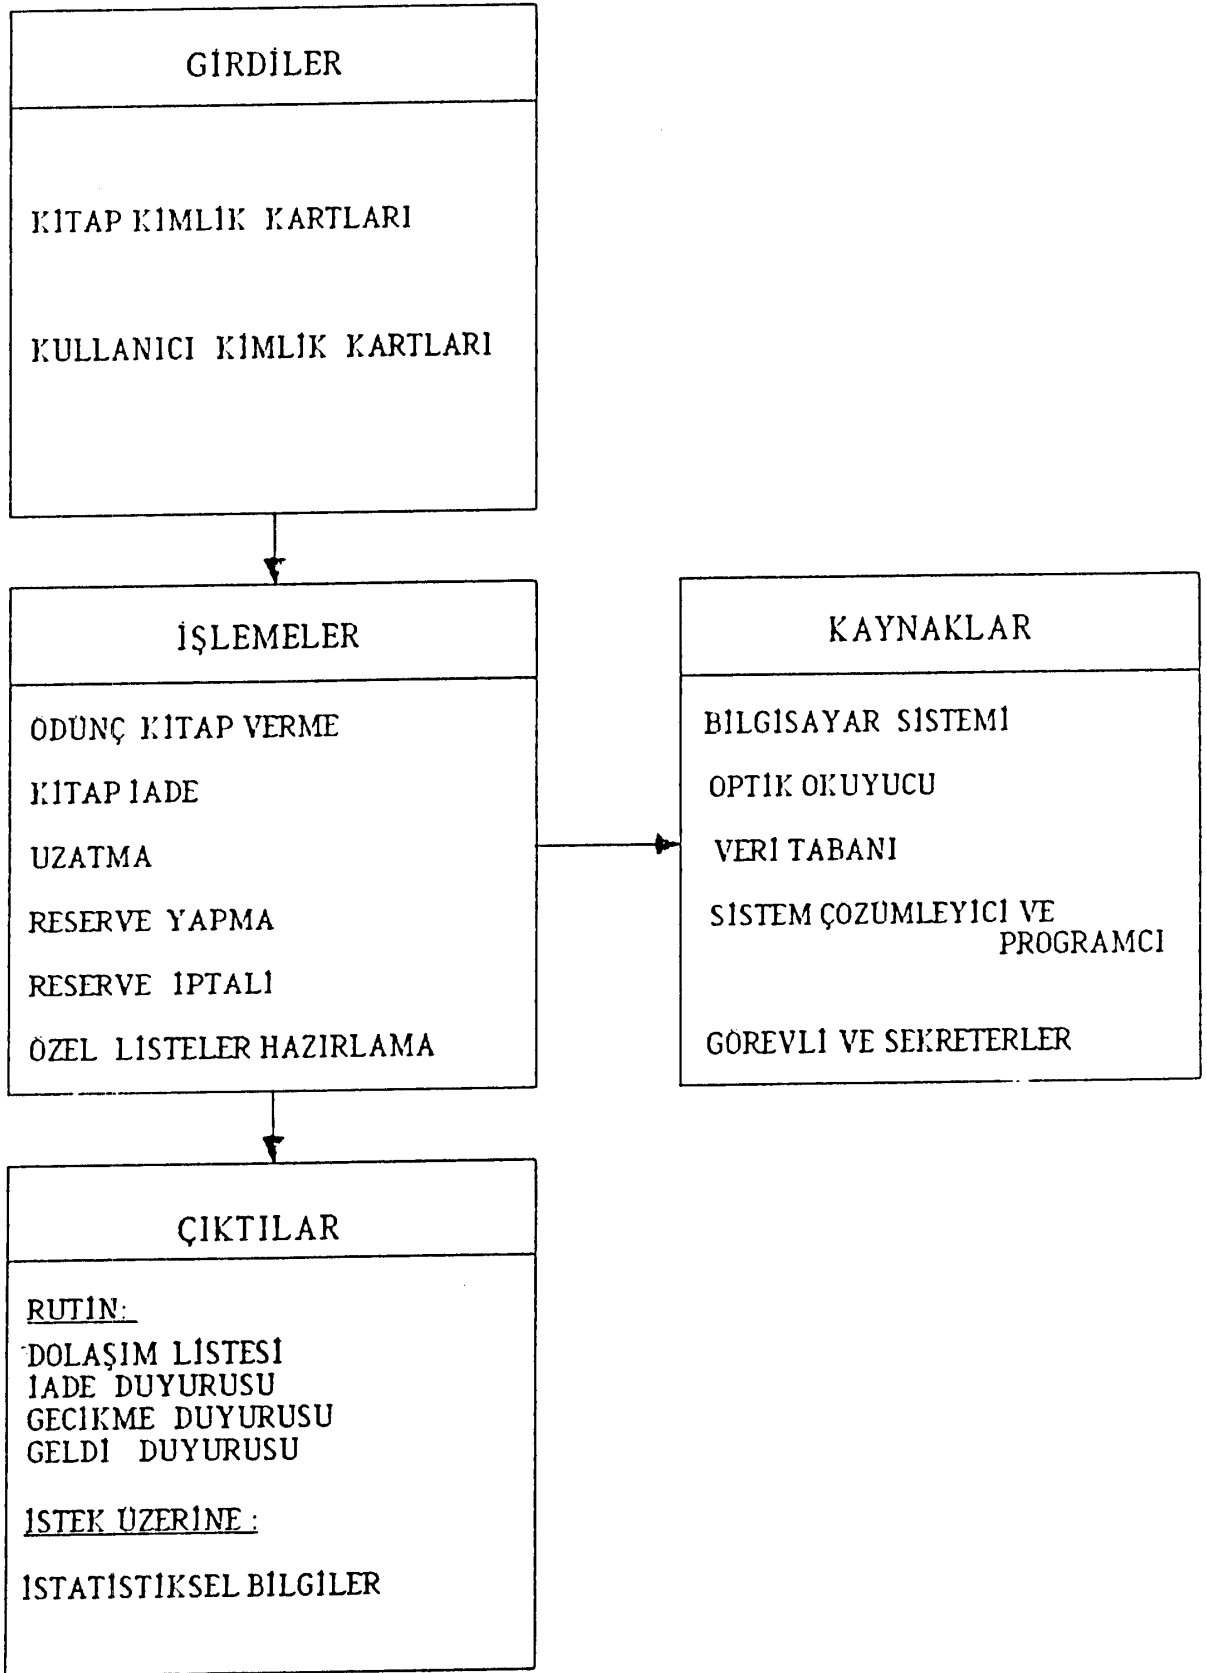 GİRDİLER
KİTAP KİMLİK KARTLARI
KULLANICI KİMLİK KARTLARI
İŞLEMELER
ÖDÜNÇ KİTAP VERME
KİTAP İADE
UZATMA
RESERVE YAPMA
RESERVE İPTALİ
ÖZEL LİSTELER HAZIRLAMA
KAYNAKLAR
BİLGİSAYAR SİSTEMİ
OPTİK OKUYUCU
VERİ TABANI
SİSTEM ÇÖZÜMLEYİCİ VE
PROGRAMCI
GÖREVLİ VE SEKRETERLER
ÇIKTILAR
RUTİN:
DOLAŞIM LİSTESİ
İADE DUYURUSU
GECİKME DUYURUSU
GELDİ DUYURUSU
İSTEK ÜZERİNE :
İSTATİSTİKSEL BİLGİLER